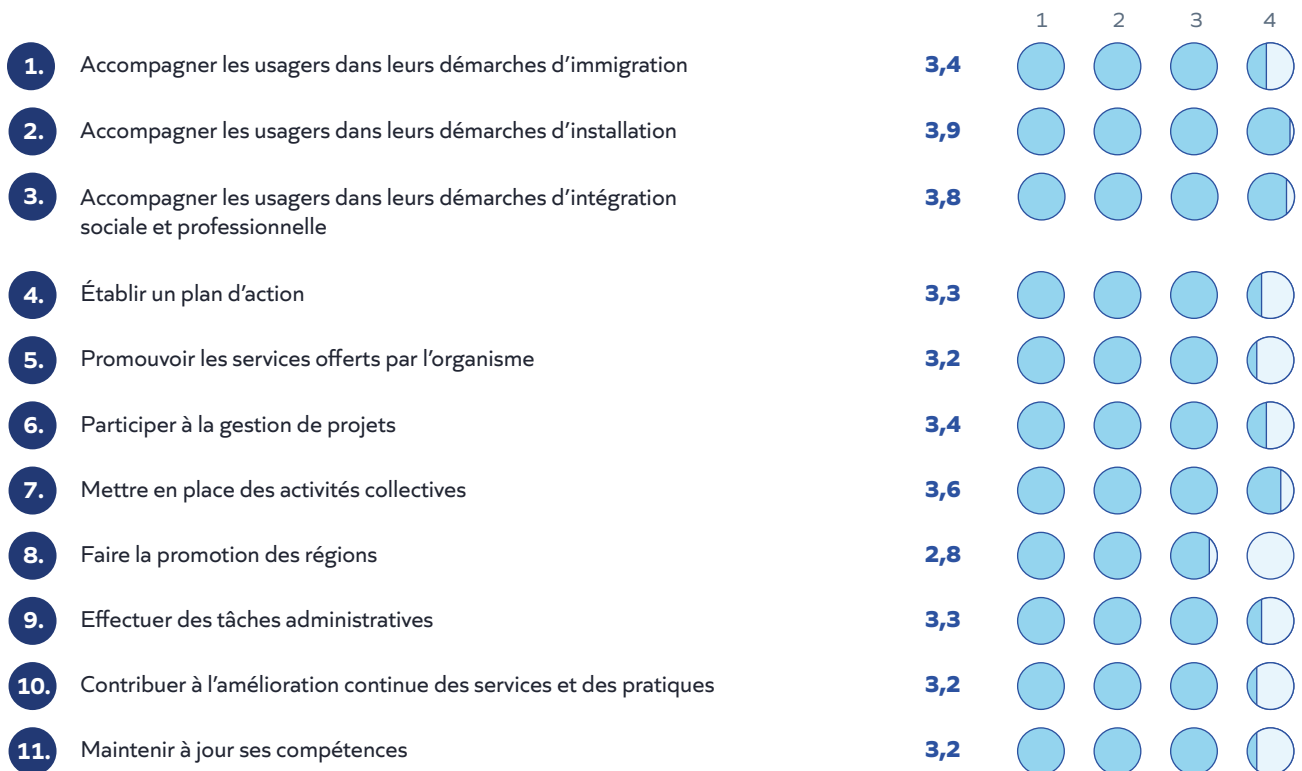 1 2 3 4
1. Accompagner les usagers dans leurs démarches d'immigration 3,4
2. Accompagner les usagers dans leurs démarches d'installation 3,9
3. Accompagner les usagers dans leurs démarches d'intégration 3,8
sociale et professionnelle
4. Établir un plan d'action 3,3
5. Promouvoir les services offerts par l'organisme 3,2
6. Participer à la gestion de projets 3,4
7. Mettre en place des activités collectives 3,6
8. Faire la promotion des régions 2,8
9. Effectuer des tâches administratives 3,3
10. Contribuer à l'amélioration continue des services et des pratiques 3,2
11. Maintenir à jour ses compétences 3,2